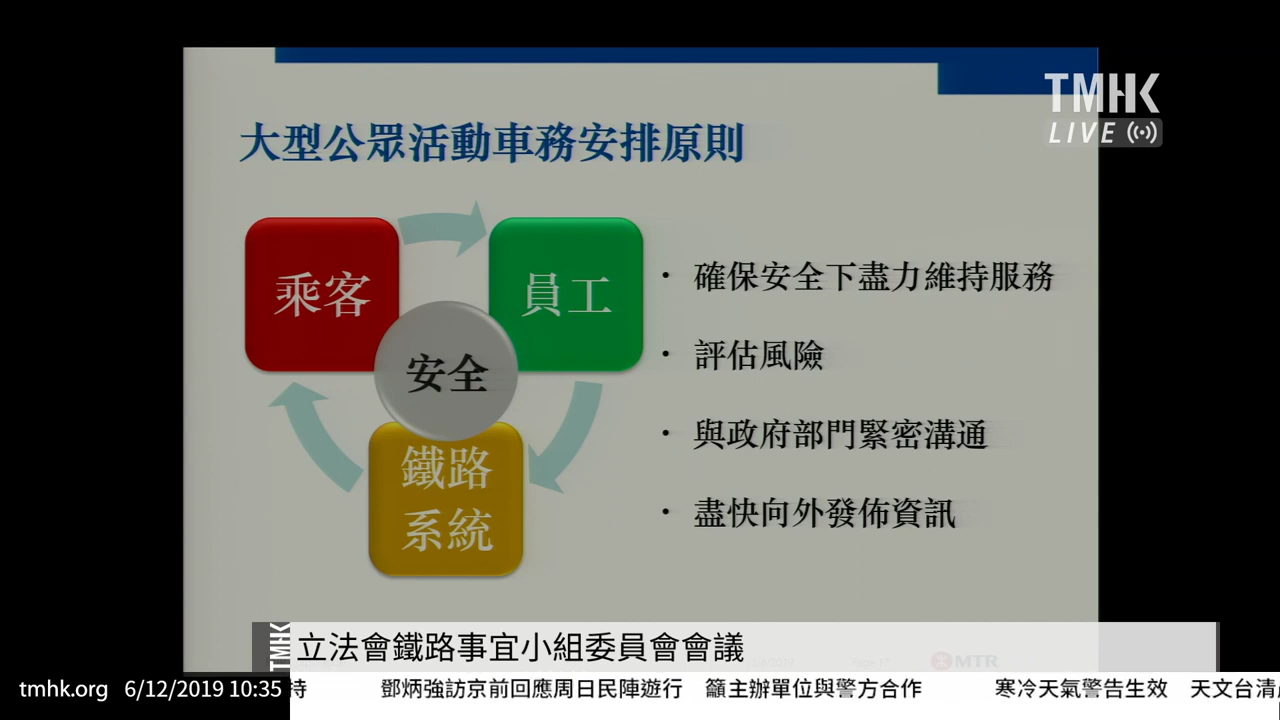 TMHK
LIVE
大型公眾活動車務安排原則
乘客
員工
安全
鐵路
系統
• 確保安全下盡力維持服務
• 評估風險
• 與政府部門緊密溝通
• 盡快向外發佈資訊
TMHK
立法會鐵路事宜小組委員會會議
MTR
tmhk.org 6/12/2019 10:35 持 鄧炳強訪京前回應周日民陣遊行 籲主辦單位與警方合作 寒冷天氣警告生效 天文台清